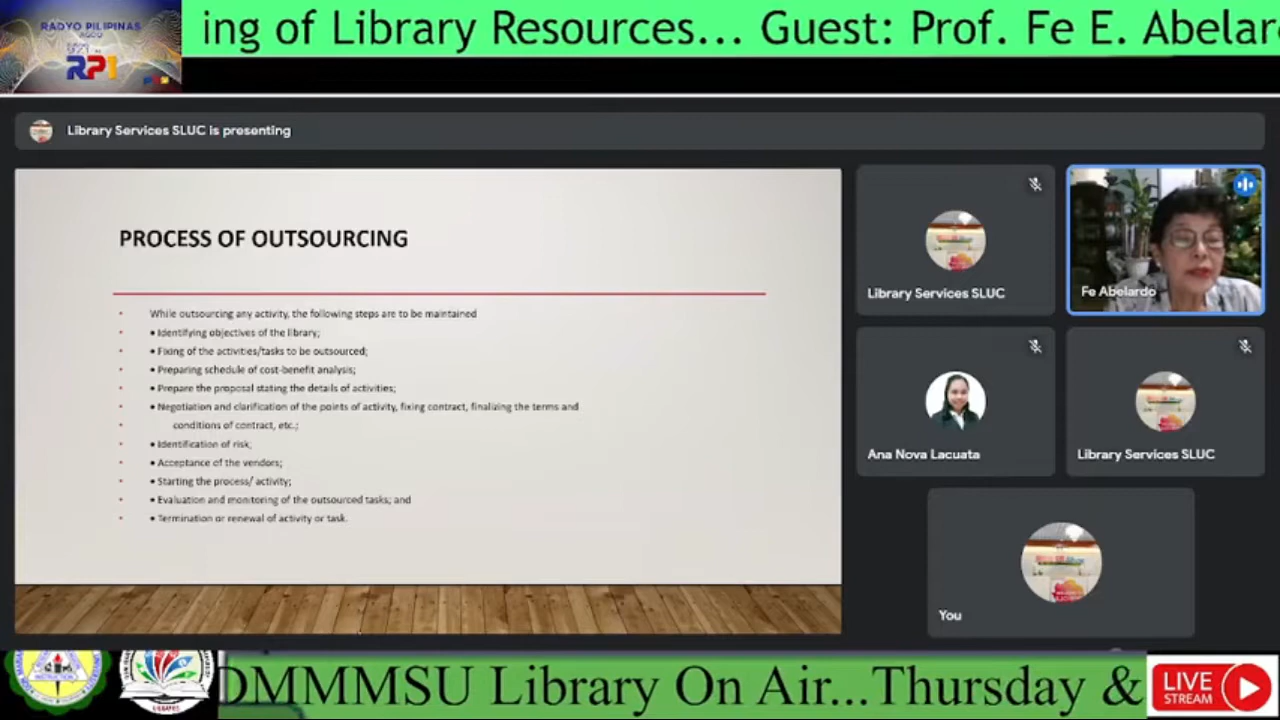 RADYO PILIPINAS
AGOO
RP1
ing of Library Resources... Guest: Prof. Fe E. Abelar
Library Services SLUC is presenting
PROCESS OF OUTSOURCING
• While outsourcing any activity, the following steps are to be maintained
• • Identifying objectives of the library;
• • Fixing of the activities/tasks to be outsourced;
• • Preparing schedule of cost-benefit analysis;
• • Prepare the proposal stating the details of activities;
• • Negotiation and clarification of the points of activity, fixing contract, finalizing the terms and
• conditions of contract, etc.;
• • Identification of risk;
• • Acceptance of the vendors;
• • Starting the process/ activity;
• • Evaluation and monitoring of the outsourced tasks; and
• • Termination or renewal of activity or task.
Library Services SLUC
Fe Abelardo
Ana Nova Lacuata
Library Services SLUC
You
DMMMSU Library On Air...Thursday &
LIVE
STREAM